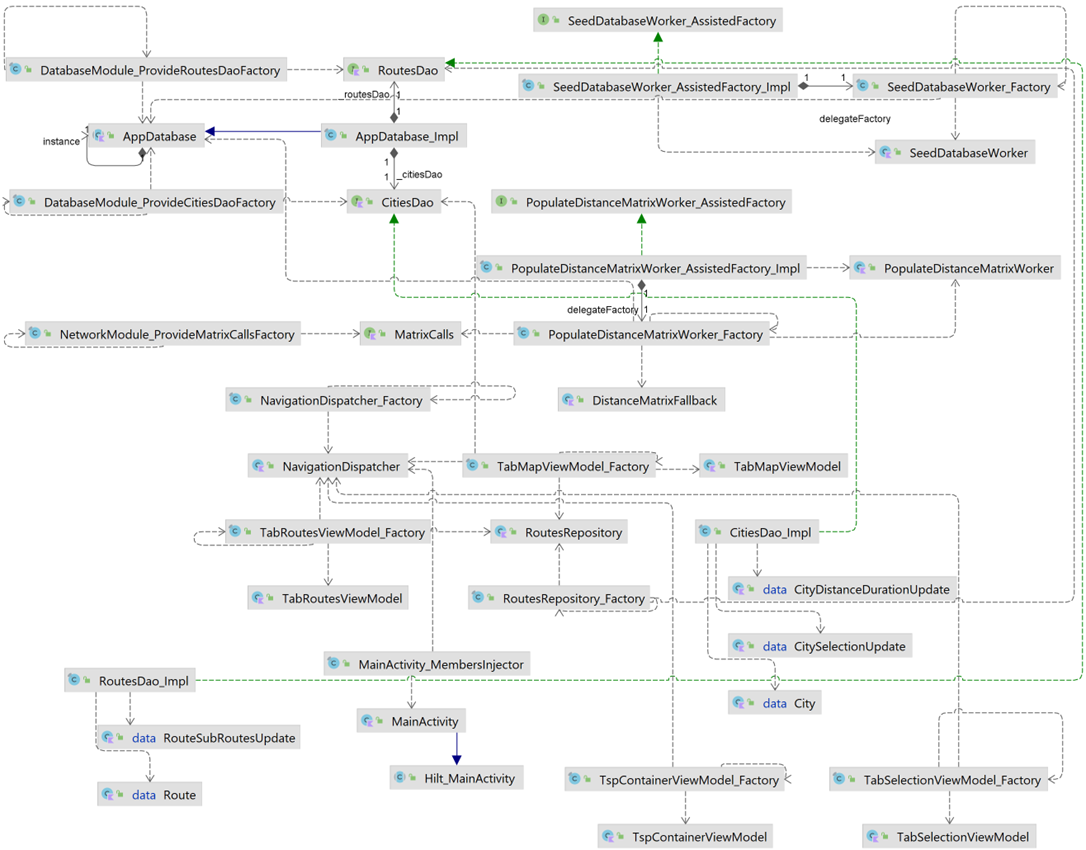 SeedDatabaseWorker_AssistedFactory
DatabaseModule_ProvideRoutesDaoFactory
RoutesDao
SeedDatabaseWorker_AssistedFactory_Impl
1
1
SeedDatabaseWorker_Factory
routesDao
1
delegateFactory
instance
1
AppDatabase
1
AppDatabase_Impl
SeedDatabaseWorker
1
1
_citiesDao
DatabaseModule_ProvideCitiesDaoFactory
CitiesDao
PopulateDistanceMatrixWorker_AssistedFactory
PopulateDistanceMatrixWorker_AssistedFactory_Impl
PopulateDistanceMatrixWorker
1
delegateFactory
1
NetworkModule_ProvideMatrixCallsFactory
MatrixCalls
PopulateDistanceMatrixWorker_Factory
NavigationDispatcher_Factory
DistanceMatrixFallback
NavigationDispatcher
TabMapViewModel_Factory
TabMapViewModel
TabRoutesViewModel_Factory
RoutesRepository
CitiesDao_Impl
TabRoutesViewModel
RoutesRepository_Factory
data CityDistanceDurationUpdate
data CitySelectionUpdate
MainActivity_MembersInjector
RoutesDao_Impl
data City
MainActivity
data RouteSubRoutesUpdate
Hilt_MainActivity
TspContainerViewModel_Factory
TabSelectionViewModel_Factory
data Route
TspContainerViewModel
TabSelectionViewModel